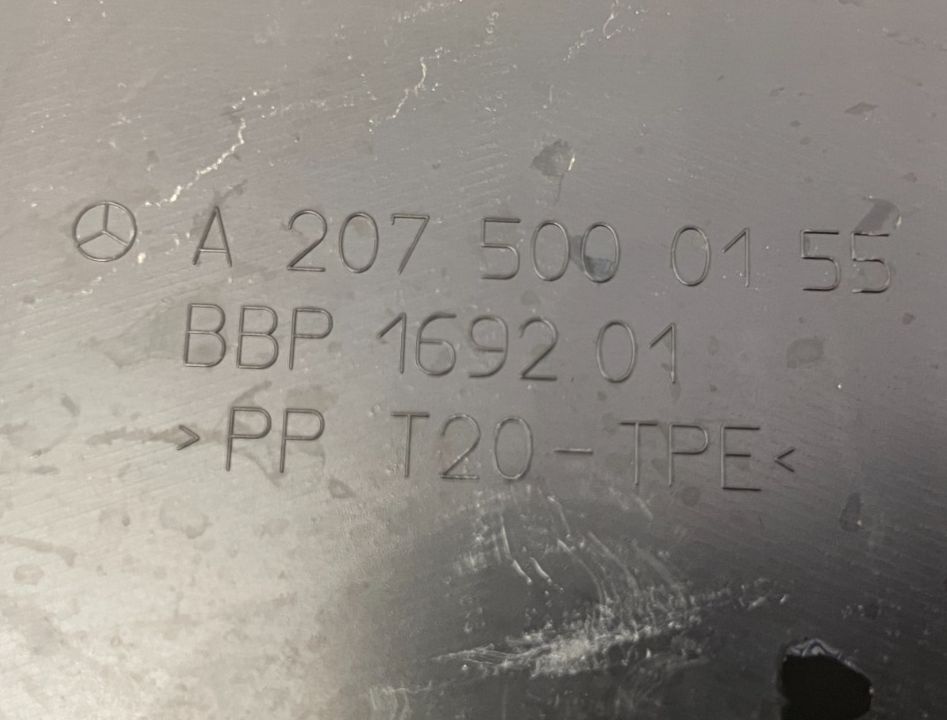 A 207 500 01 55
BBP 1692 01
>PP T20-TPE<